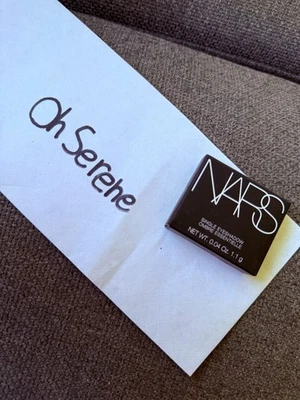 Oh Serene
NARS
SINGLE EYESHADOW
OMBRE ESSENTIELLE
NET WT. 0.04 Oz. 1.1 g